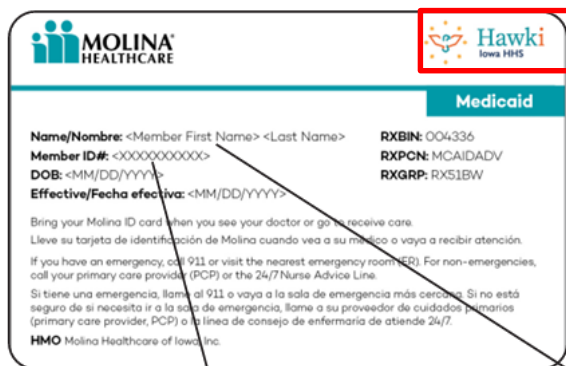 MOLINA®
HEALTHCARE
Hawki
Iowa HHS
Medicaid
Name/Nombre: <Member First Name> <Last Name>
RXBIN: 004336
Member ID#: <XXXXXXXXXX>
RXPCN: MCAIDADV
DOB: <MM/DD/YYYY>
RXGRP: RX51BW
Effective/Fecha efectiva: <MM/DD/YYYY>
Bring your Molina ID card when you see your doctor or go to receive care.
Lleve su tarjeta de identificación de Molina cuando vea a su médico o vaya a recibir atención.
If you have an emergency, call 911 or visit the nearest emergency room (ER). For non-emergencies,
call your primary care provider (PCP) or the 24/7 Nurse Advice Line.
Si tiene una emergencia, llame al 911 o vaya a la sala de emergencia más cercana. Si no está
seguro de si necesita ir a la sala de emergencia, llame a su proveedor de cuidados primarios
(primary care provider, PCP) o la línea de consejo de enfermaría de atiende 24/7.
HMO Molina Healthcare of Iowa, Inc.